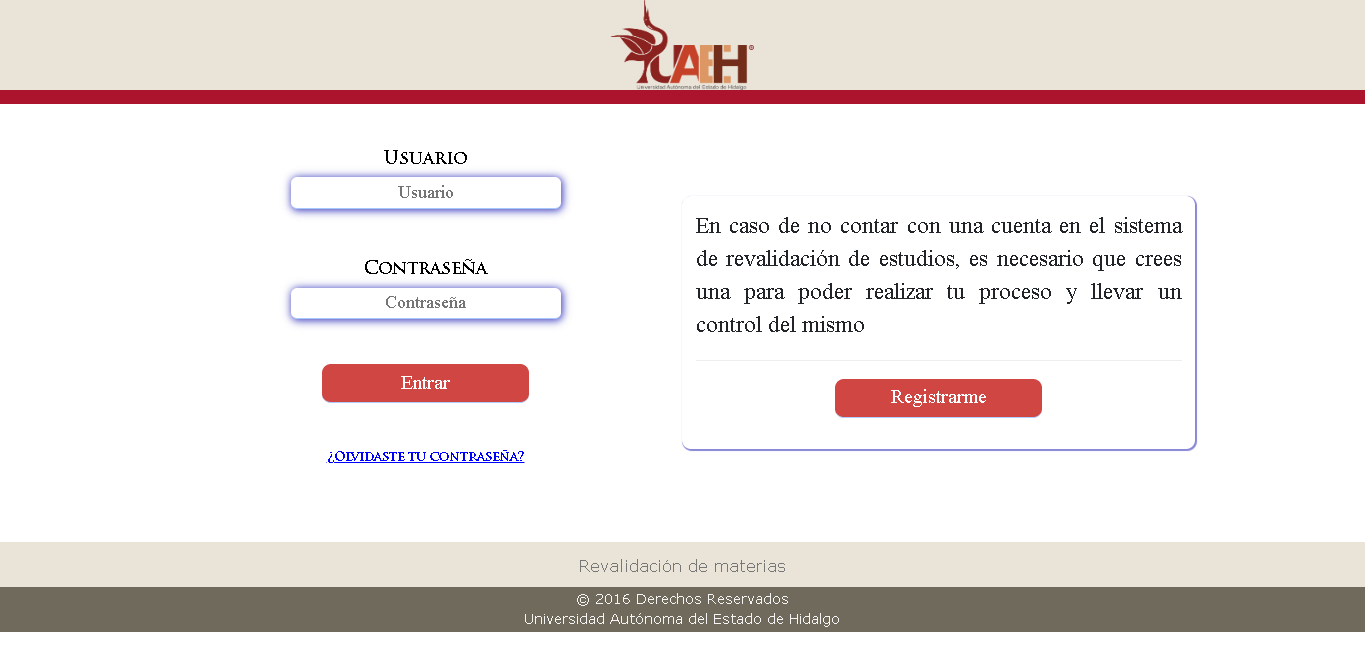 UAEH®
Universidad Autónoma del Estado de Hidalgo
Usuario
Usuario
Contraseña
Contraseña
Entrar
¿Olvidaste tu contraseña?
En caso de no contar con una cuenta en el sistema
de revalidación de estudios, es necesario que crees
una para poder realizar tu proceso y llevar un
control del mismo
Registrarme
Revalidación de materias
© 2016 Derechos Reservados
Universidad Autónoma del Estado de Hidalgo